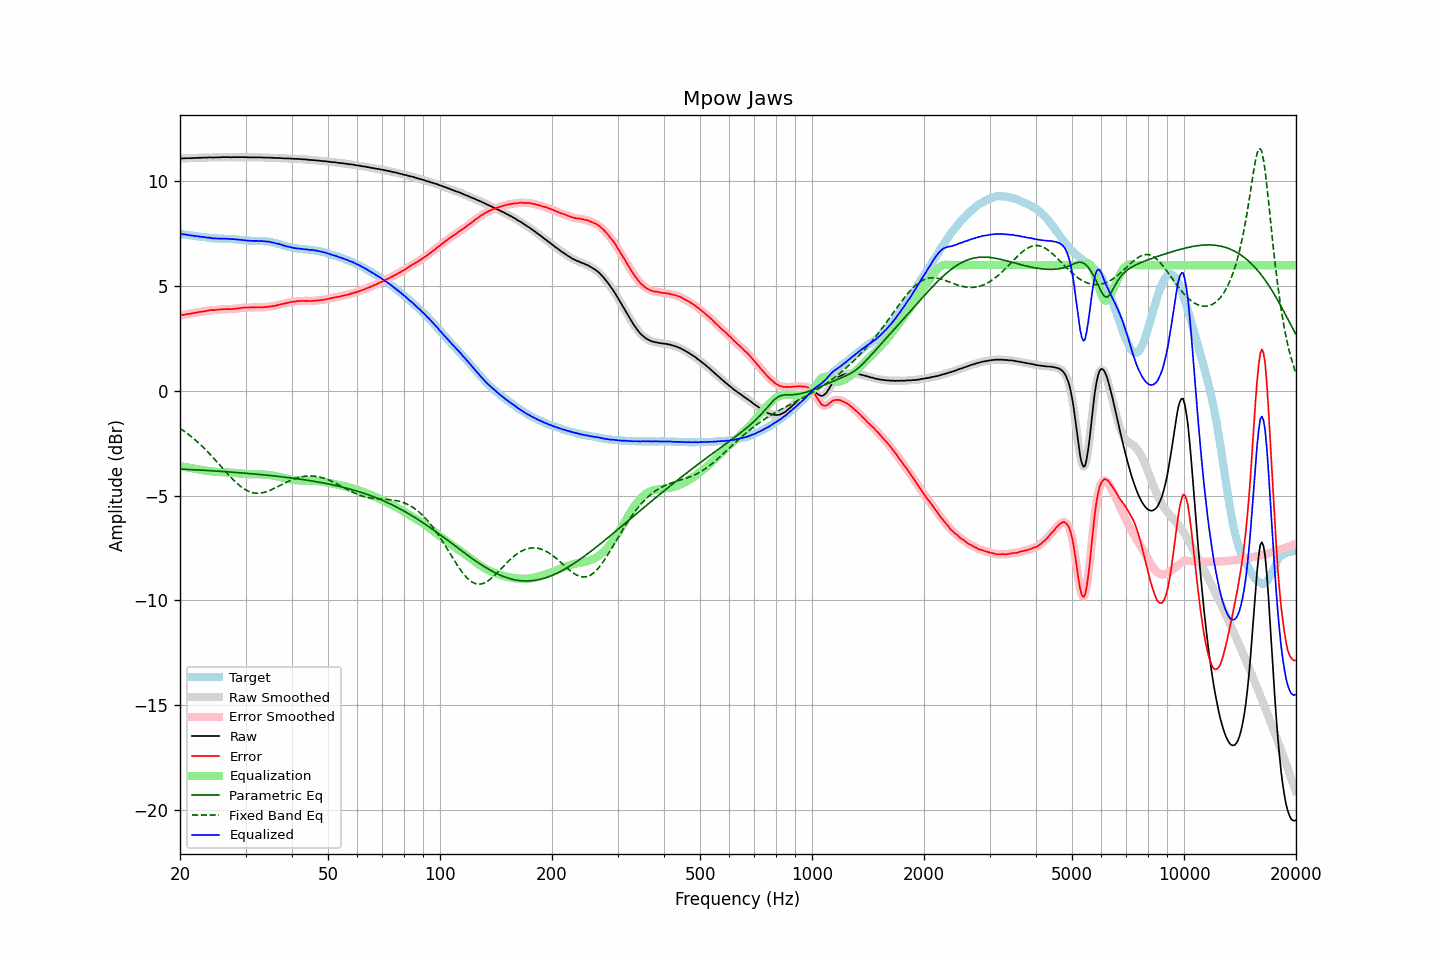 Mpow Jaws
Amplitude (dBr)
10
5
0
−5
−10
−15
−20
Target
Raw Smoothed
Error Smoothed
Raw
Error
Equalization
Parametric Eq
Fixed Band Eq
Equalized
20 50 100 200 500 1000 2000 5000 10000 20000
Frequency (Hz)